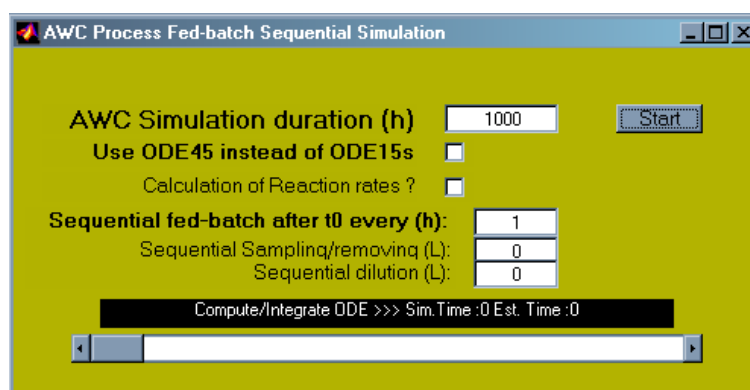 AWC Process Fed-batch Sequential Simulation
AWC Simulation duration (h) 1000 Start
Use ODE45 instead of ODE15s
Calculation of Reaction rates ?
Sequential fed-batch after t0 every (h): 1
Sequential Sampling/removing (L): 0
Sequential dilution (L): 0
Compute/Integrate ODE >>> Sim.Time :0 Est. Time :0